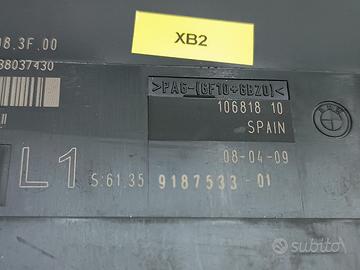 XB2
08.3F.00
38037430
>PA6-(GF10+GB20)<
106818 10
SPAIN
08-04-09
L1
S:61.35 9187533-01
subito